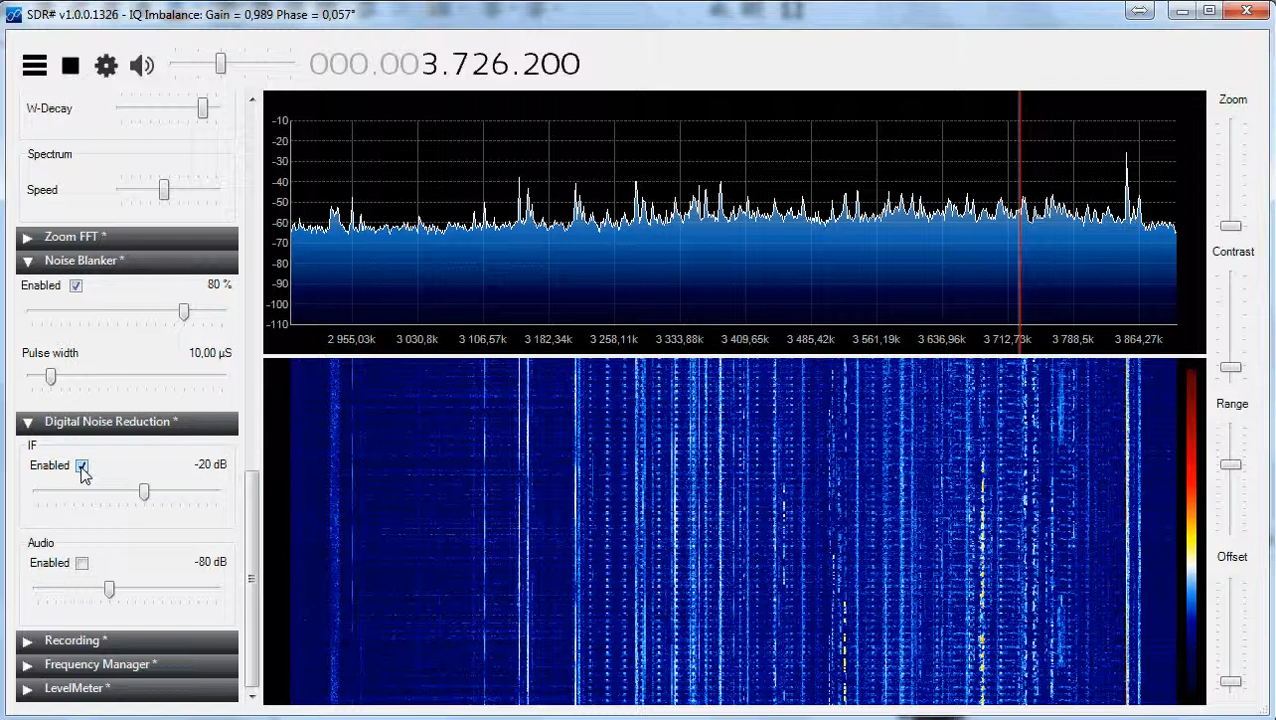 SDR# v1.0.0.1326 - IQ Imbalance: Gain = 0,989 Phase = 0,057°
000.003.726.200
W-Decay
Spectrum
Speed
Zoom FFT *
Noise Blanker *
Enabled 80 %
Pulse width 10,00 µS
Digital Noise Reduction *
IF
Enabled -20 dB
Audio
Enabled -80 dB
Recording *
Frequency Manager *
LevelMeter *
-10
-20
-30
-40
-50
-60
-70
-80
-90
-100
-110
2 955,03k 3 030,8k 3 106,57k 3 182,34k 3 258,11k 3 333,88k 3 409,65k 3 485,42k 3 561,19k 3 636,96k 3 712,73k 3 788,5k 3 864,27k
Zoom
Contrast
Range
Offset